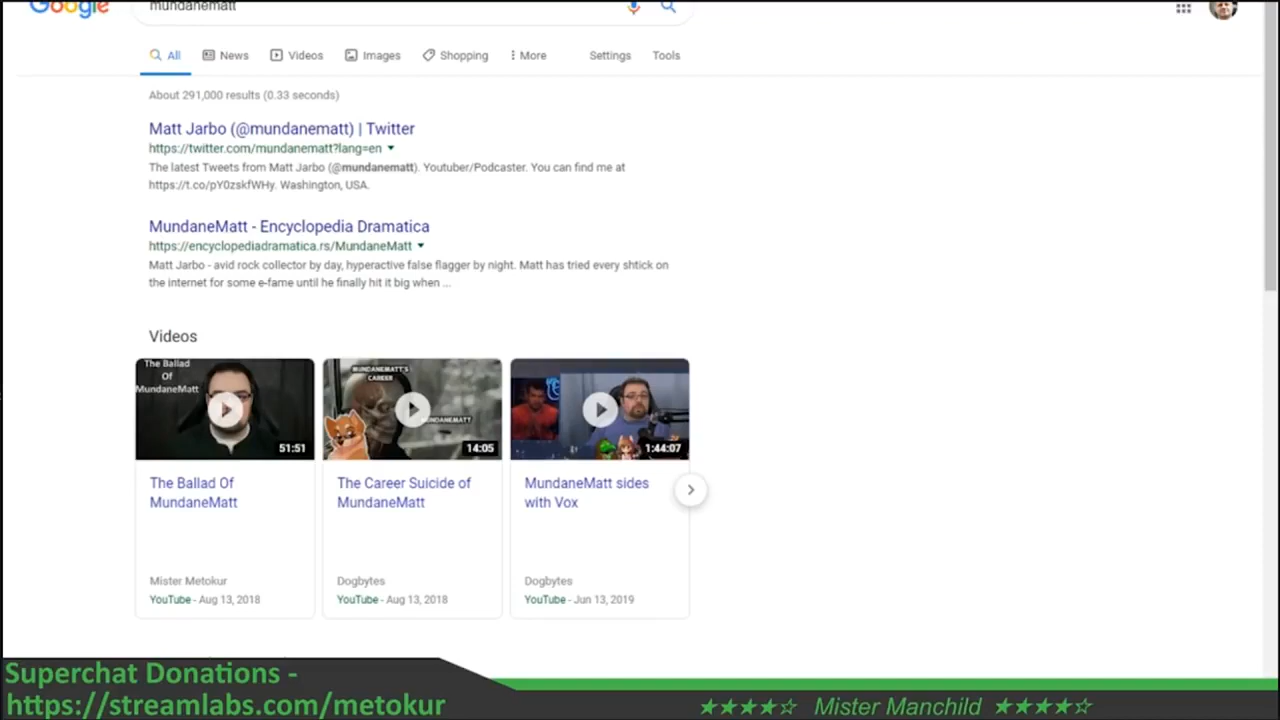 Google
mundanematt
All News Videos Images Shopping More Settings Tools
About 291,000 results (0.33 seconds)
Matt Jarbo (@mundanematt) | Twitter
https://twitter.com/mundanematt?lang=en
The latest Tweets from Matt Jarbo (@mundanematt). Youtuber/Podcaster. You can find me at
https://t.co/pY0zskfWHy. Washington, USA.
MundaneMatt - Encyclopedia Dramatica
https://encyclopediadramatica.rs/MundaneMatt
Matt Jarbo - avid rock collector by day, hyperactive false flagger by night. Matt has tried every shtick on
the internet for some e-fame until he finally hit it big when ...
Videos
The Ballad
Of
MundaneMatt
51:51
MUNDANEMATT'S
CAREER
MUNDANEMATT
14:05
1:44:07
The Ballad Of
MundaneMatt
Mister Metokur
YouTube - Aug 13, 2018
The Career Suicide of
MundaneMatt
Dogbytes
YouTube - Aug 13, 2018
MundaneMatt sides
with Vox
Dogbytes
YouTube - Jun 13, 2019
Superchat Donations -
https://streamlabs.com/metokur
★★★★☆ Mister Manchild ★★★★☆